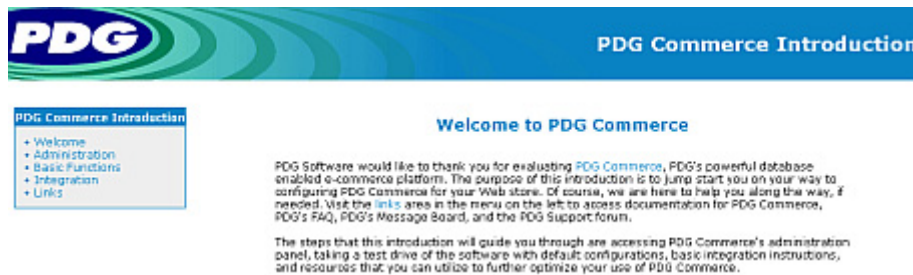 PDG
PDG Commerce Introduction
PDG Commerce Introduction
• Welcome
• Administration
• Basic Functions
• Integration
• Links
Welcome to PDG Commerce
PDG Software would like to thank you for evaluating PDG Commerce, PDG's powerful database
enabled e-commerce platform. The purpose of this introduction is to jump start you on your way to
configuring PDG Commerce for your Web store. Of course, we are here to help you along the way, if
needed. Visit the links area in the menu on the left to access documentation for PDG Commerce,
PDG's FAQ, PDG's Message Board, and the PDG Support forum.
The steps that this introduction will guide you through are accessing PDG Commerce's administration
panel, taking a test drive of the software with default configurations, basic integration instructions,
and resources that you can utilize to further optimize your use of PDG Commerce.